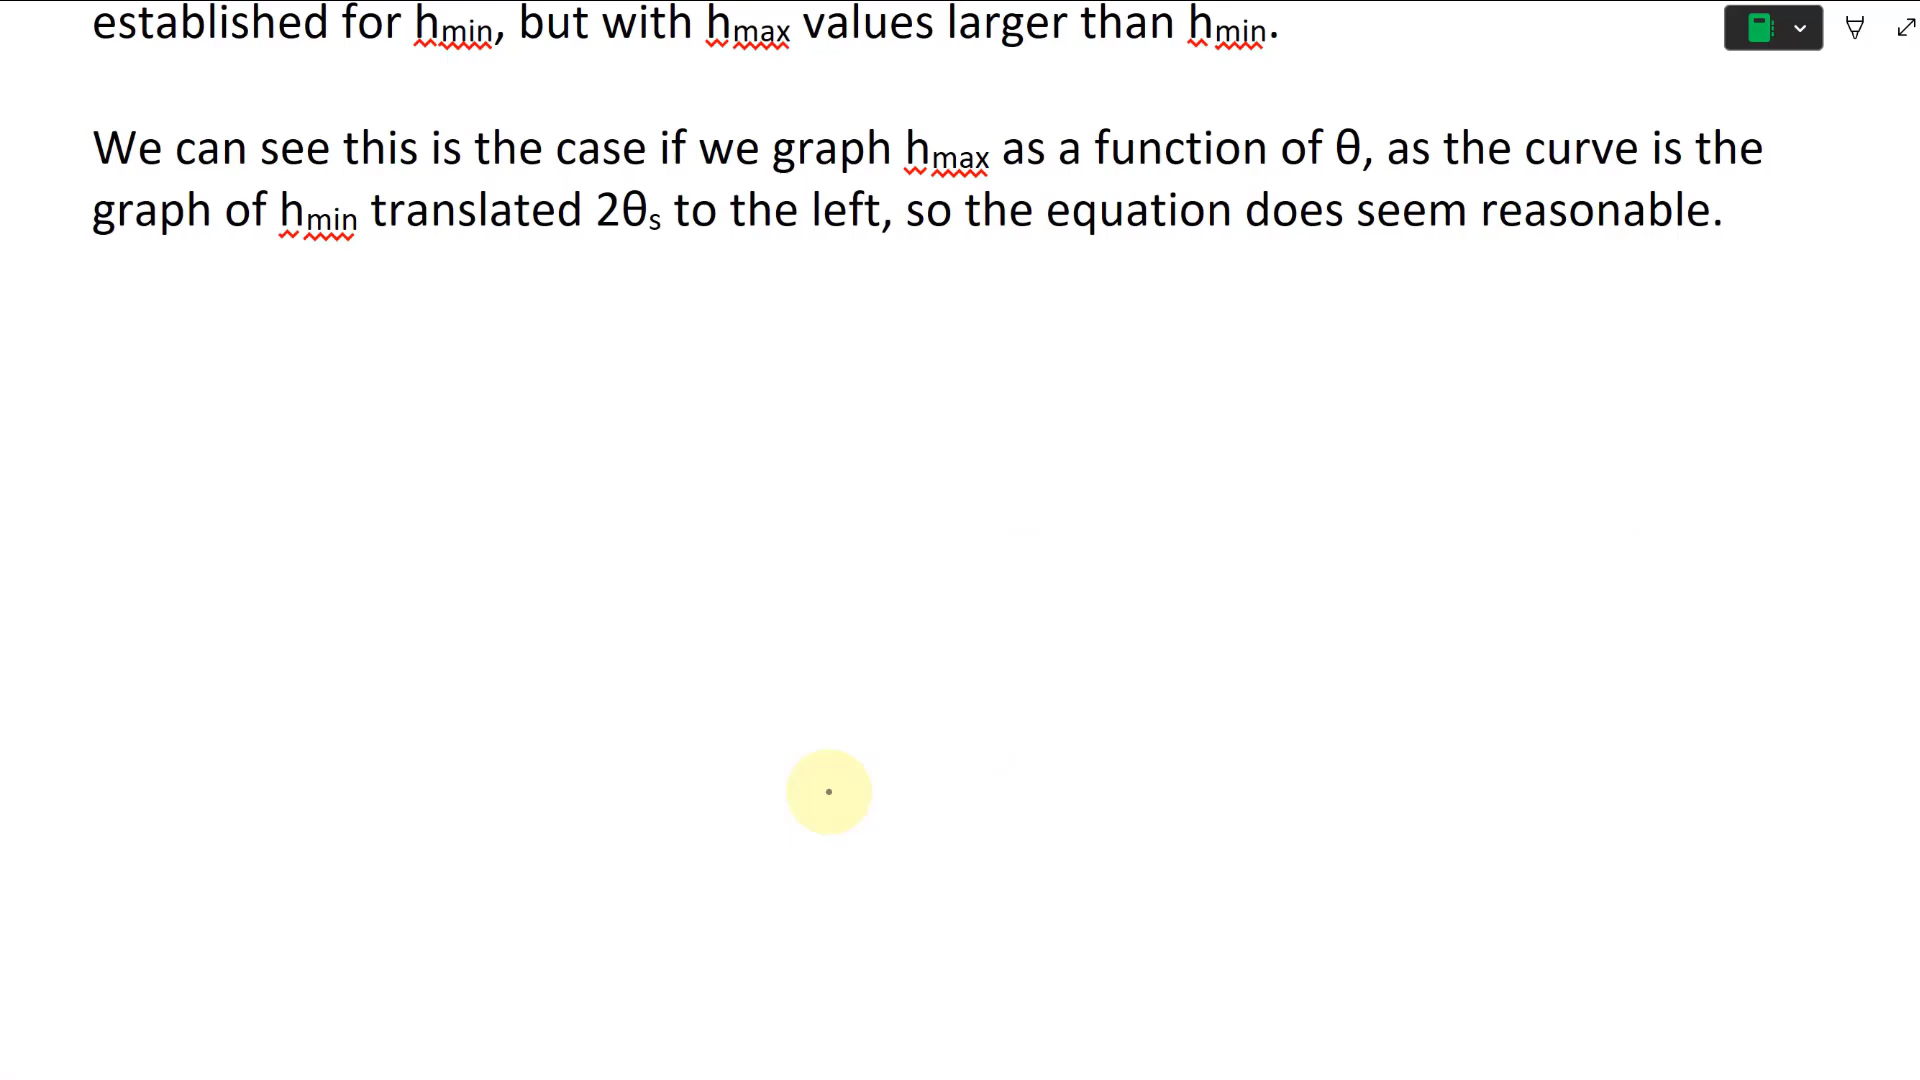 established for hmin, but with hmax values larger than hmin.
We can see this is the case if we graph hmax as a function of θ, as the curve is the
graph of hmin translated 2θs to the left, so the equation does seem reasonable.